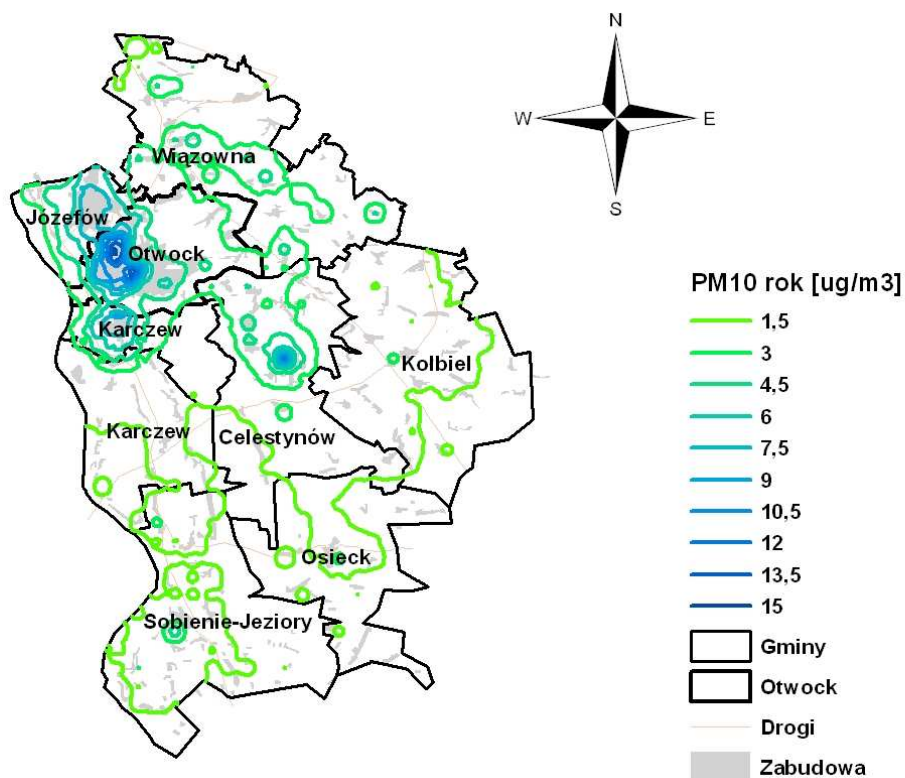 N
W
E
S
Wiązowna
Józefów
Otwock
Karczew
Kolbiel
Karczew
Celestynów
Osieck
Sobienie-Jeziory
PM10 rok [ug/m3]
1,5
3
4,5
6
7,5
9
10,5
12
13,5
15
Gminy
Otwock
Drogi
Zabudowa